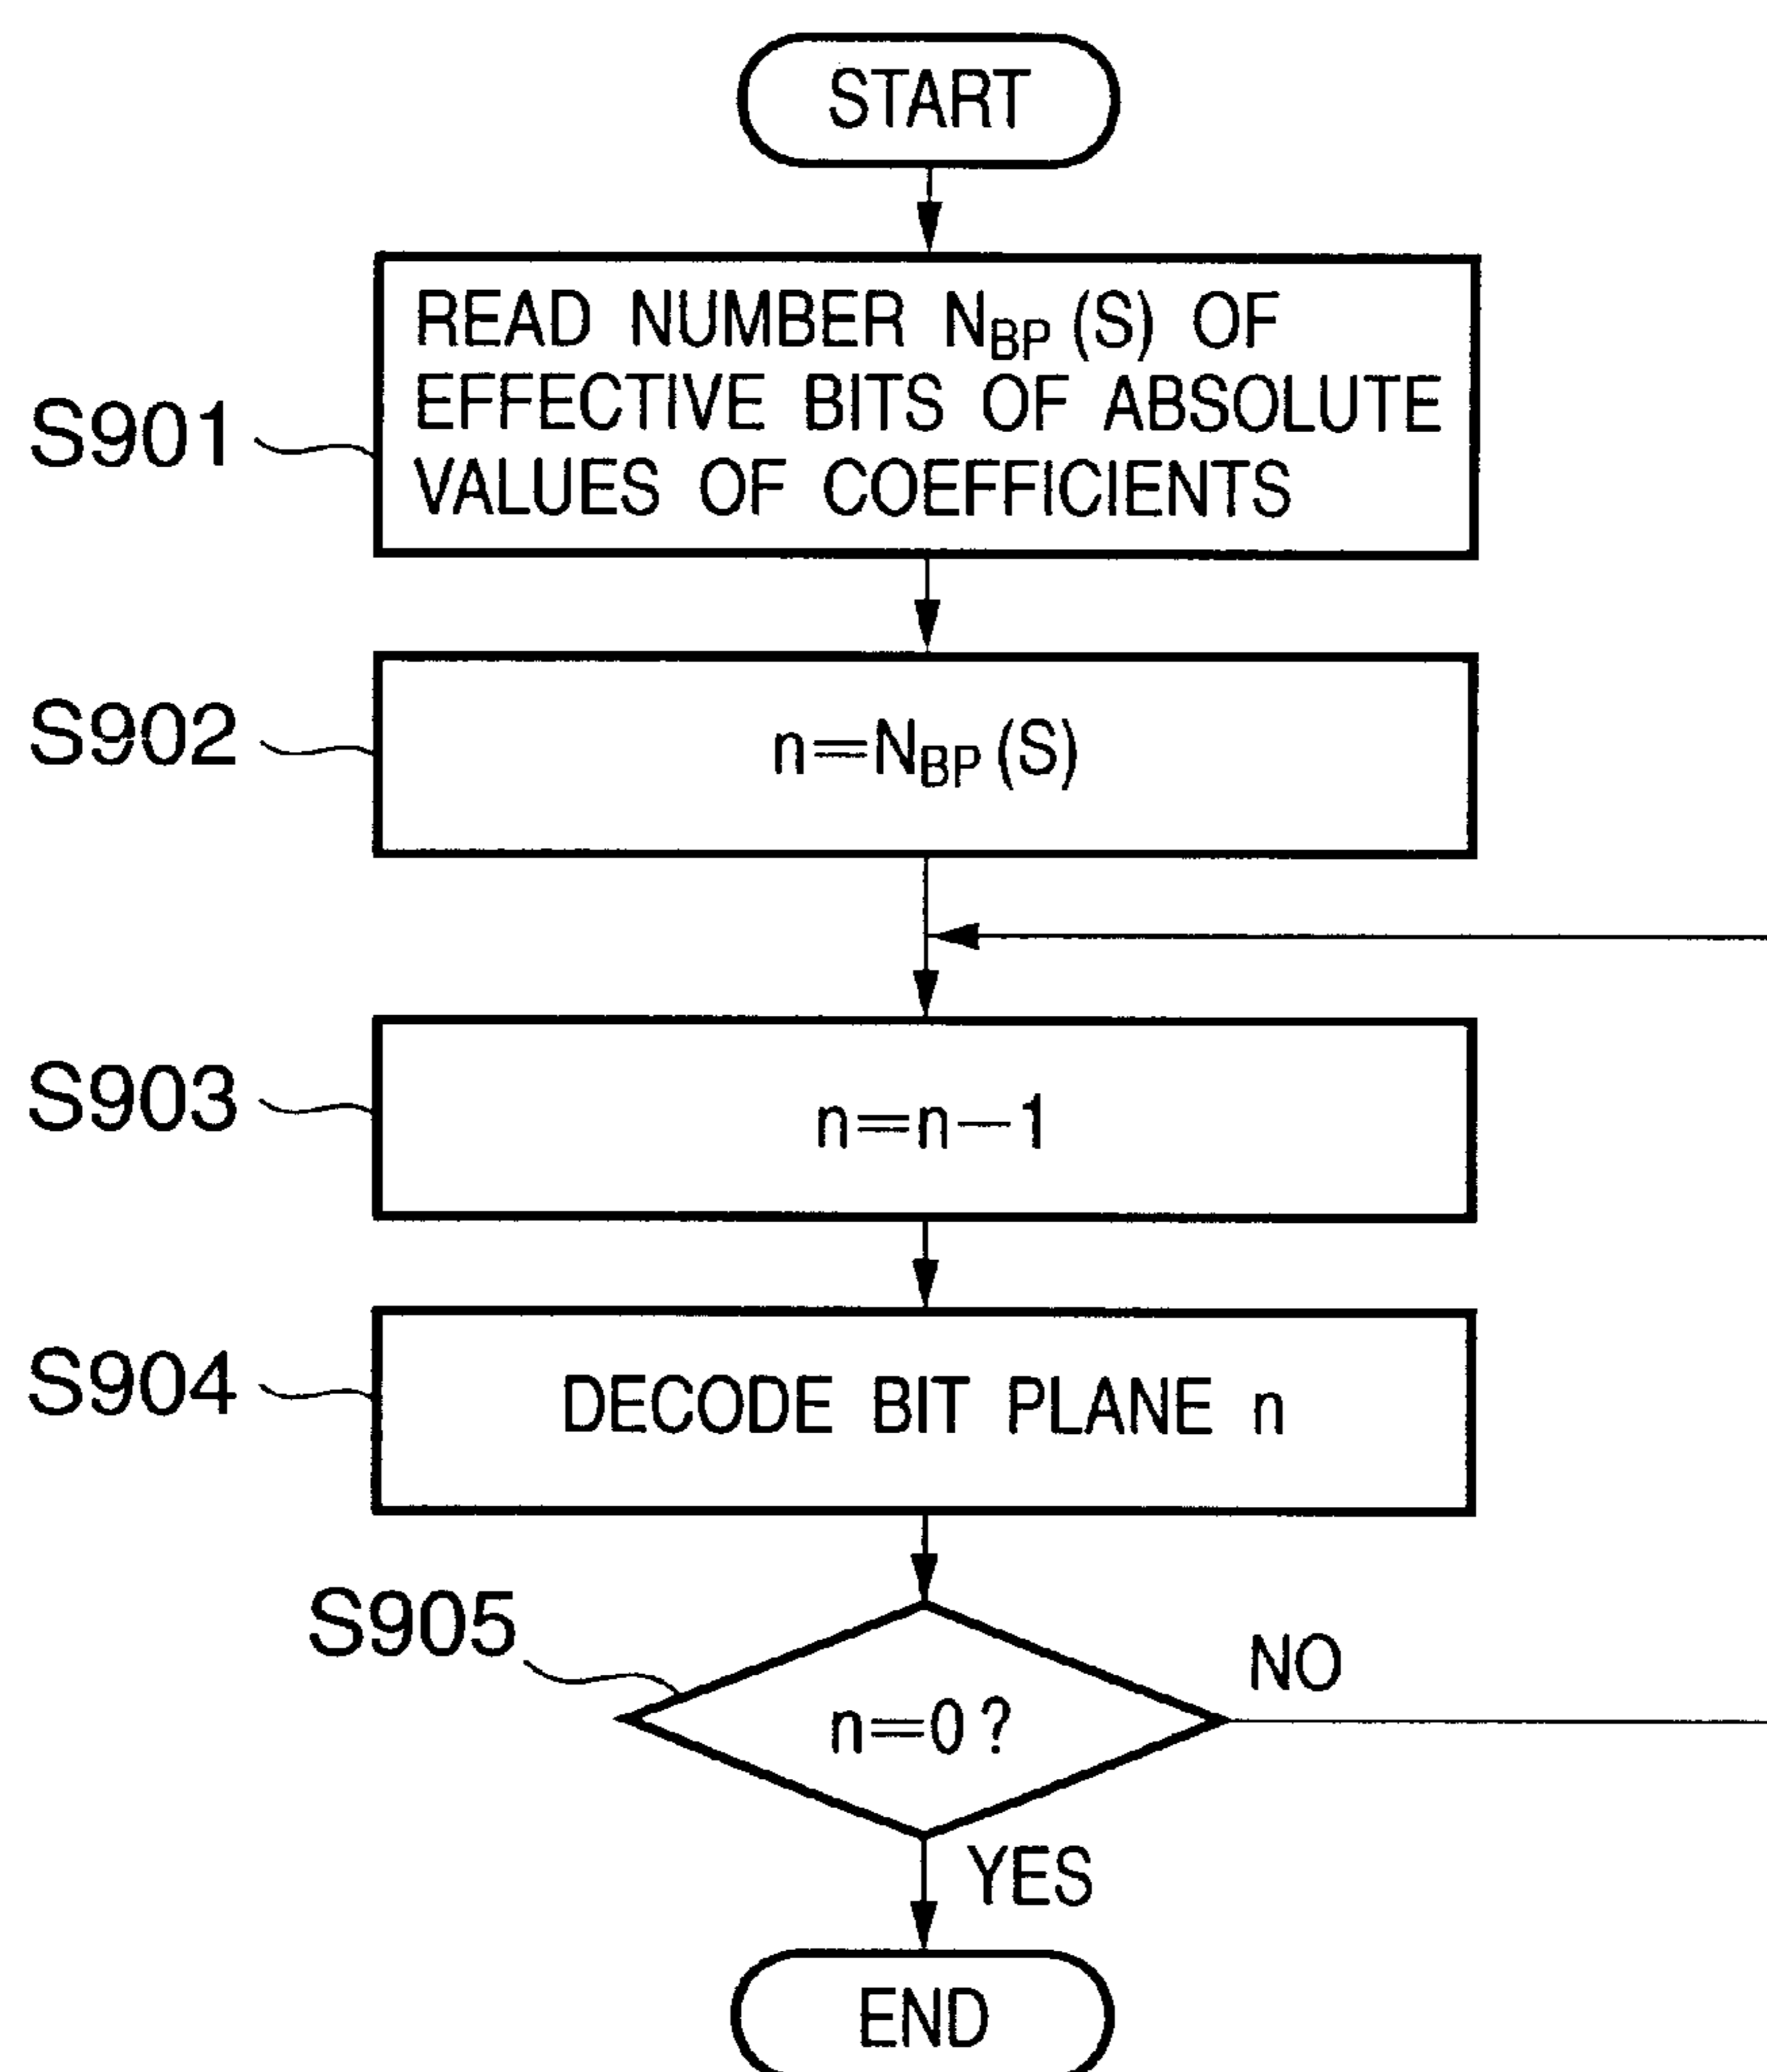 START
S901
READ NUMBER N_BP (S) OF
EFFECTIVE BITS OF ABSOLUTE
VALUES OF COEFFICIENTS
S902
n=N_BP (S)
S903
n=n—1
S904
DECODE BIT PLANE n
S905
n=0?
NO
YES
END